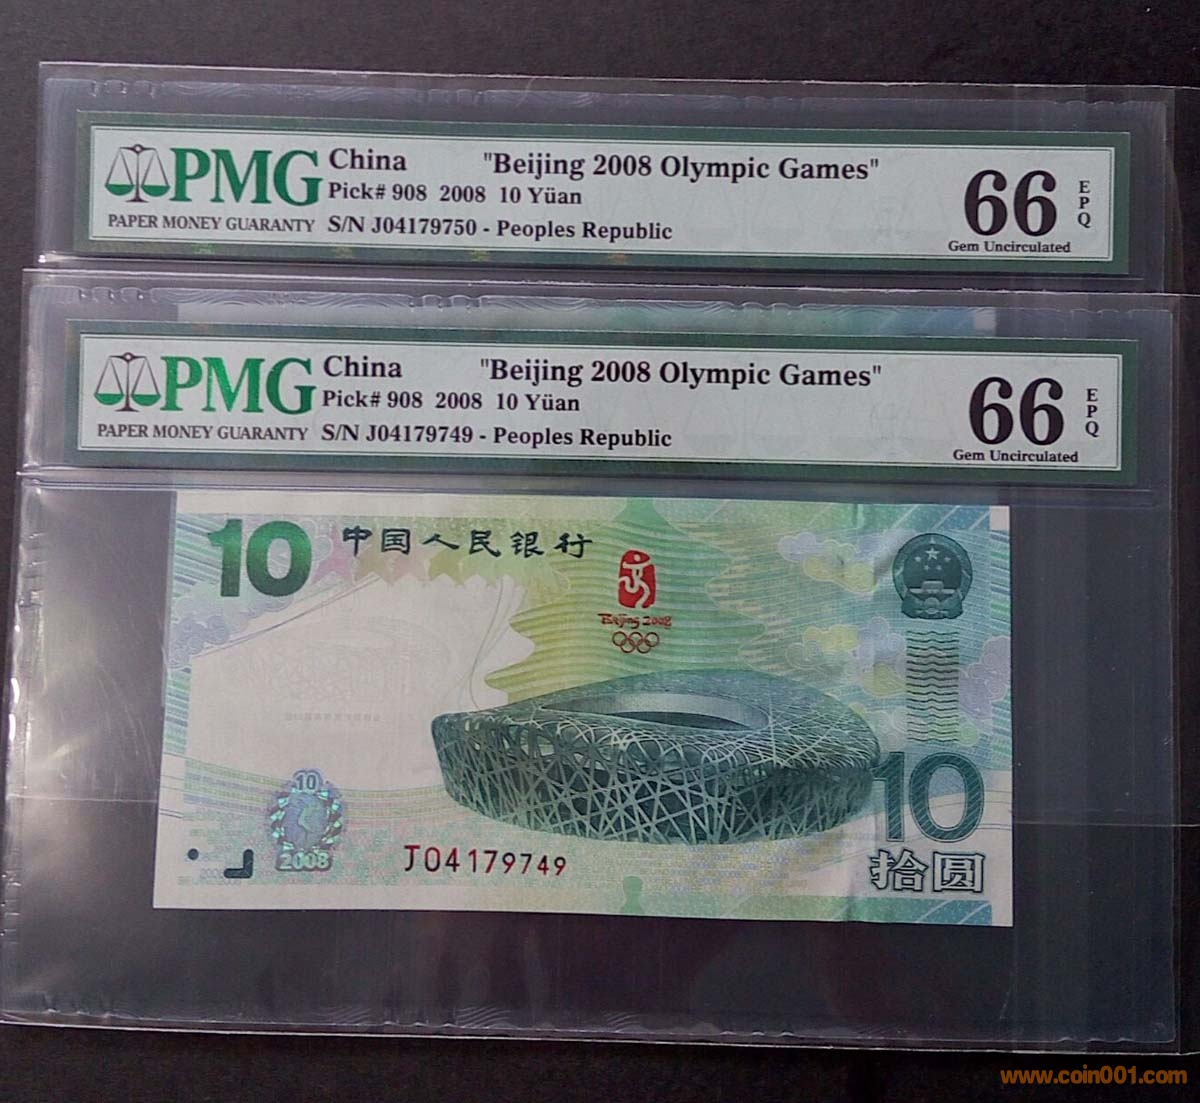 PMG
PAPER MONEY GUARANTY
China "Beijing 2008 Olympic Games"
Pick# 908 2008 10 Yüan
S/N J04179750 - Peoples Republic
66
EPQ
Gem Uncirculated
PMG
PAPER MONEY GUARANTY
China "Beijing 2008 Olympic Games"
Pick# 908 2008 10 Yüan
S/N J04179749 - Peoples Republic
66
EPQ
Gem Uncirculated
10 中国人民银行
Beijing 2008
10
2008
J04179749
10
拾圆
www.coin001.com